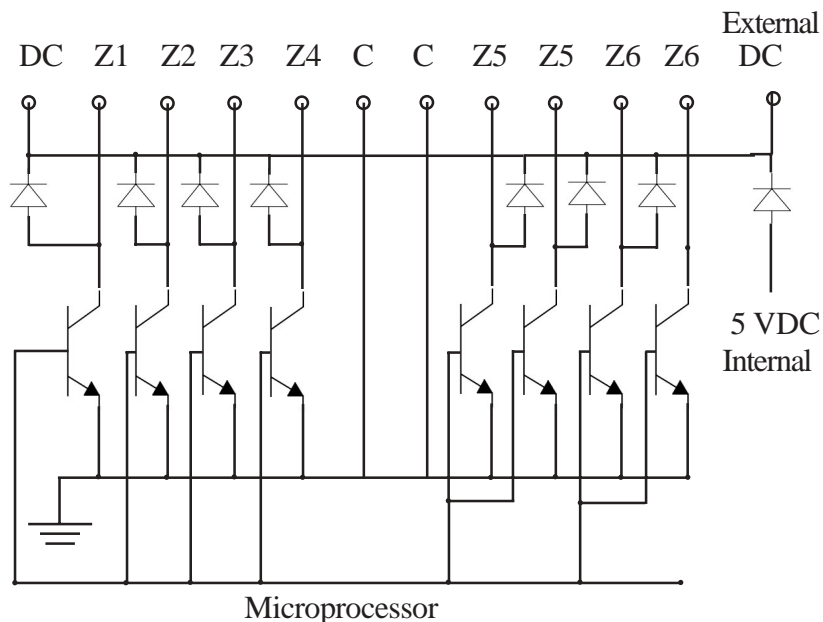 External
DC Z1 Z2 Z3 Z4 C C Z5 Z5 Z6 Z6 DC
5 VDC
Internal
Microprocessor